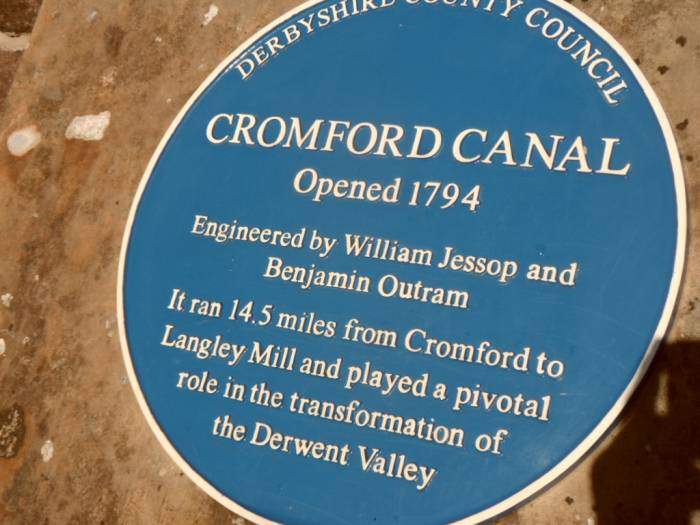 DERBYSHIRE COUNTY COUNCIL
CROMFORD CANAL
Opened 1794
Engineered by William Jessop and
Benjamin Outram
It ran 14.5 miles from Cromford to
Langley Mill and played a pivotal
role in the transformation of
the Derwent Valley